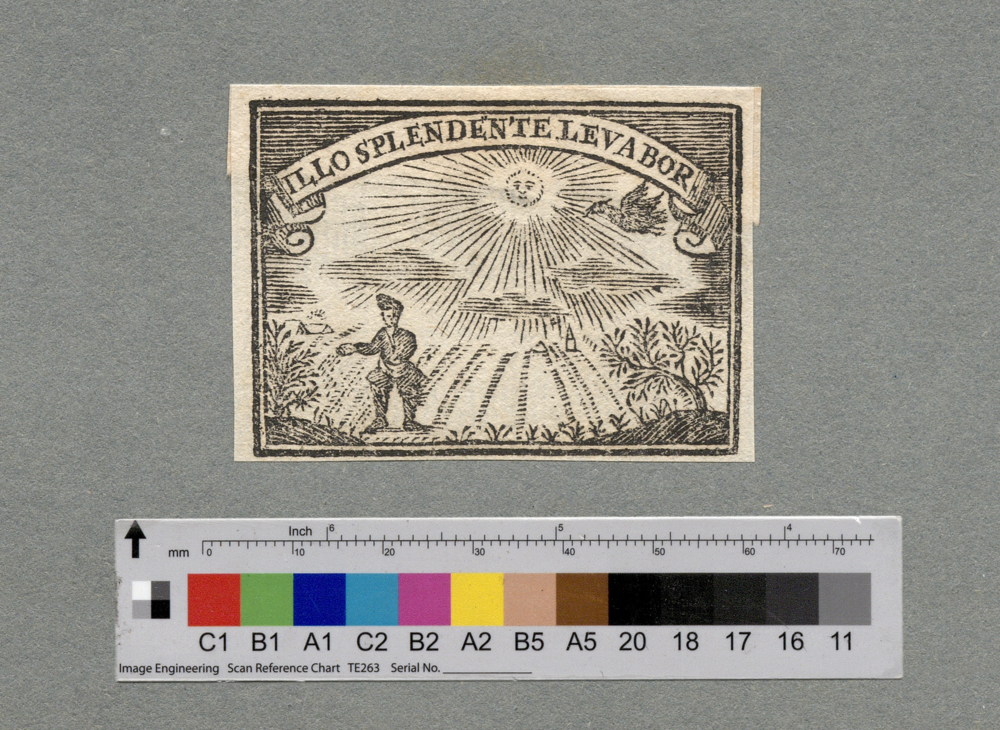 ILLO SPLENDENTE LEVABOR
Inch 6 5 4
mm 0 10 20 30 40 50 60 70
C1 B1 A1 C2 B2 A2 B5 A5 20 18 17 16 11
Image Engineering Scan Reference Chart TE263 Serial No.